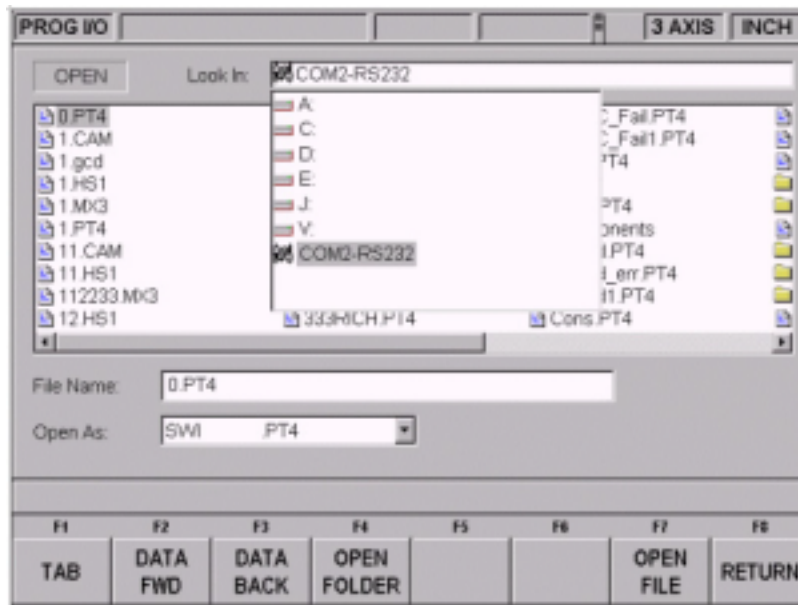 PROG I/O 3 AXIS INCH
OPEN Look In: COM2-RS232
A:
C:
D:
E:
J:
V:
COM2-RS232
0.PT4
1.CAM
1.gcd
1.HS1
1.MX3
1.PT4
11.CAM
11.HS1
112233.MX3
12.HS1
333RICH.PT4
C_Fail.PT4
C_Fail1.PT4
PT4
PT4
onents
.PT4
_err.PT4
1.PT4
Cons.PT4
File Name: 0.PT4
Open As: SWI .PT4
F1 F2 F3 F4 F5 F6 F7 F8
TAB DATA FWD DATA BACK OPEN FOLDER OPEN FILE RETURN